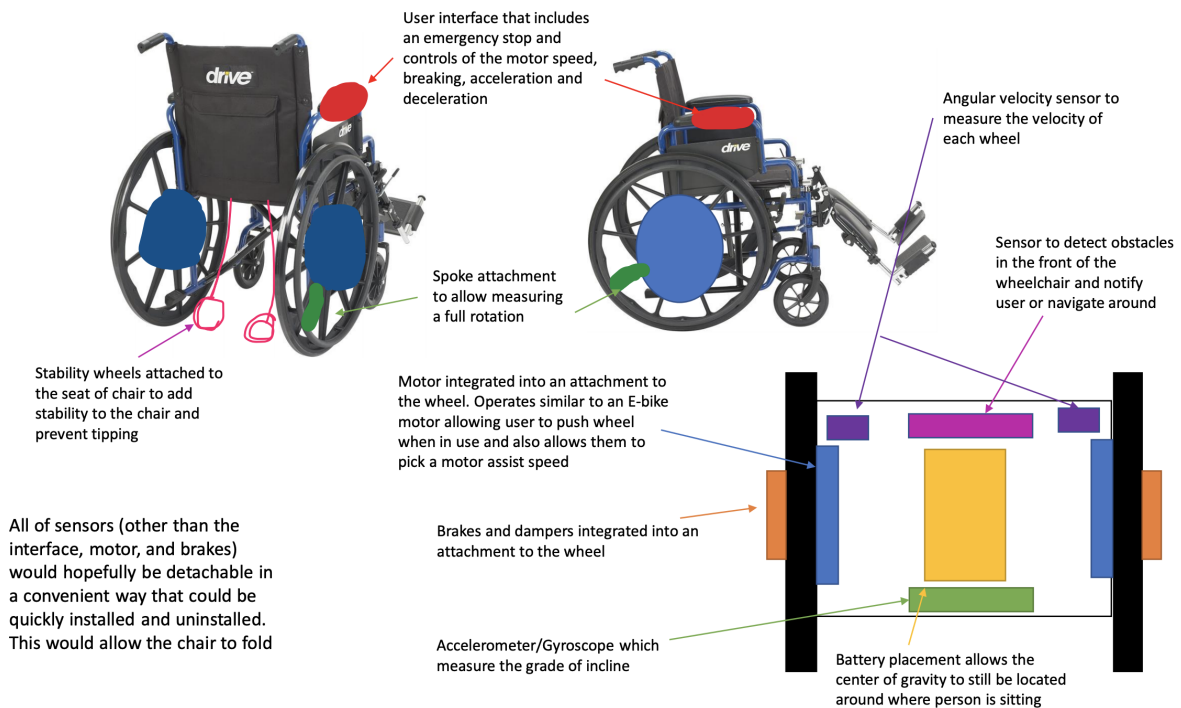 User interface that includes
an emergency stop and
controls of the motor speed,
breaking, acceleration and
deceleration
drive
drive
drive
Angular velocity sensor to
measure the velocity of
each wheel
Sensor to detect obstacles
in the front of the
wheelchair and notify
user or navigate around
Spoke attachment
to allow measuring
a full rotation
Stability wheels attached to
the seat of chair to add
stability to the chair and
prevent tipping
Motor integrated into an attachment to
the wheel. Operates similar to an E-bike
motor allowing user to push wheel
when in use and also allows them to
pick a motor assist speed
All of sensors (other than the
interface, motor, and brakes)
would hopefully be detachable in
a convenient way that could be
quickly installed and uninstalled.
This would allow the chair to fold
Brakes and dampers integrated into an
attachment to the wheel
Accelerometer/Gyroscope which
measure the grade of incline
Battery placement allows the
center of gravity to still be located
around where person is sitting